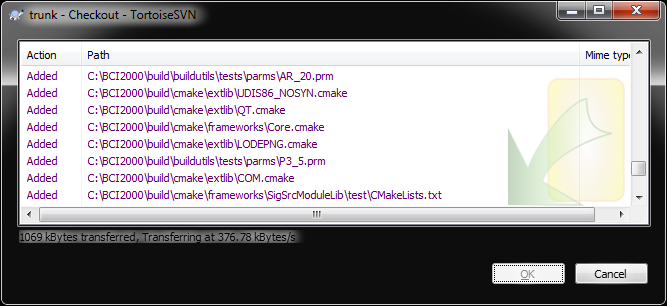 trunk - Checkout - TortoiseSVN
Action Path Mime type
Added C:\BCI2000\build\buildutils\tests\parms\AR_20.prm
Added C:\BCI2000\build\cmake\extlib\UDIS86_NOSYN.cmake
Added C:\BCI2000\build\cmake\extlib\QT.cmake
Added C:\BCI2000\build\cmake\frameworks\Core.cmake
Added C:\BCI2000\build\cmake\extlib\LODEPNG.cmake
Added C:\BCI2000\build\buildutils\tests\parms\P3_5.prm
Added C:\BCI2000\build\cmake\extlib\COM.cmake
Added C:\BCI2000\build\cmake\frameworks\SigSrcModuleLib\test\CMakeLists.txt
1069 kBytes transferred, Transferring at 376.78 kBytes/s
OK Cancel